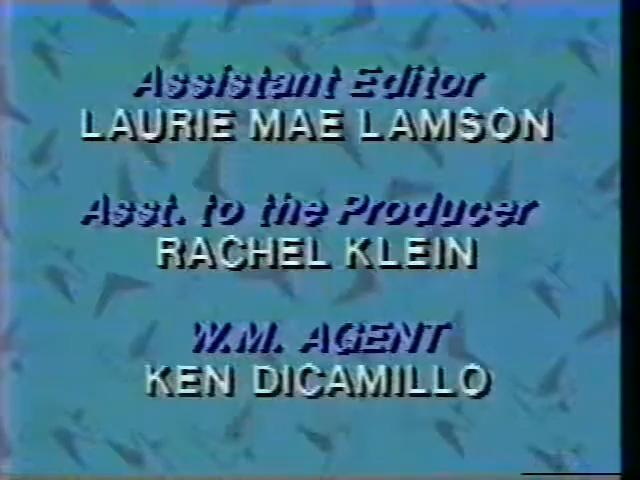 Assistant Editor
LAURIE MAE LAMSON
Asst. to the Producer
RACHEL KLEIN
W.M. AGENT
KEN DICAMILLO